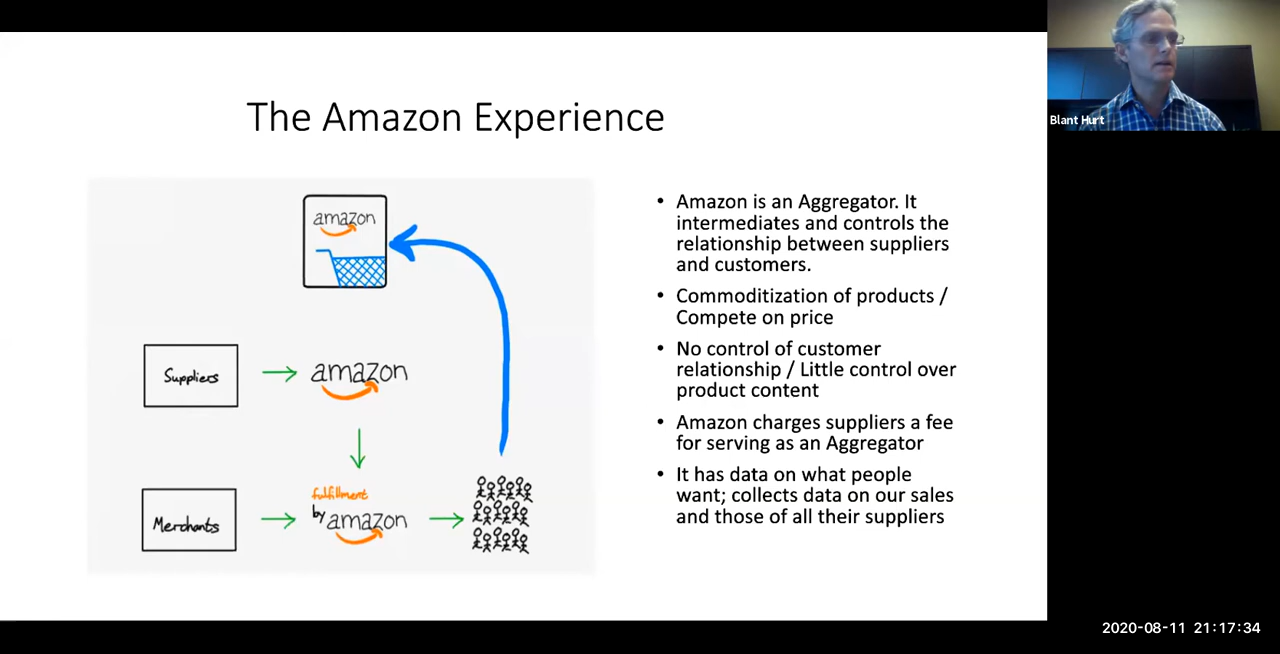 The Amazon Experience
Blant Hurt
amazon
Suppliers
amazon
fulfillment
by amazon
Merchants
• Amazon is an Aggregator. It
intermediates and controls the
relationship between suppliers
and customers.
• Commoditization of products /
Compete on price
• No control of customer
relationship / Little control over
product content
• Amazon charges suppliers a fee
for serving as an Aggregator
• It has data on what people
want; collects data on our sales
and those of all their suppliers
2020-08-11 21:17:34